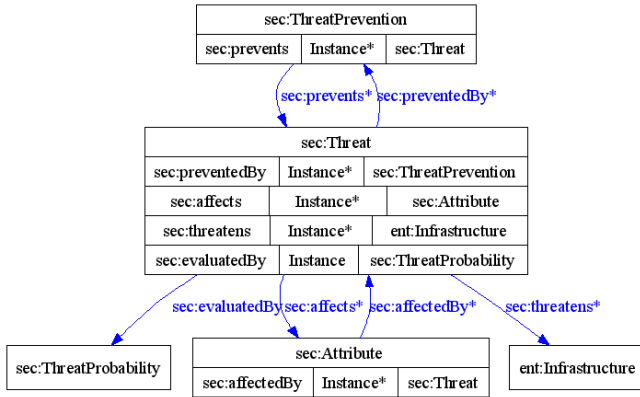 sec:ThreatPrevention
sec:prevents Instance* sec:Threat
sec:prevents* sec:preventedBy*
sec:Threat
sec:preventedBy Instance* sec:ThreatPrevention
sec:affects Instance* sec:Attribute
sec:threatens Instance* ent:Infrastructure
sec:evaluatedBy Instance sec:ThreatProbability
sec:evaluatedBy sec:affects* sec:affectedBy* sec:threatens*
sec:ThreatProbability
sec:Attribute
sec:affectedBy Instance* sec:Threat
ent:Infrastructure